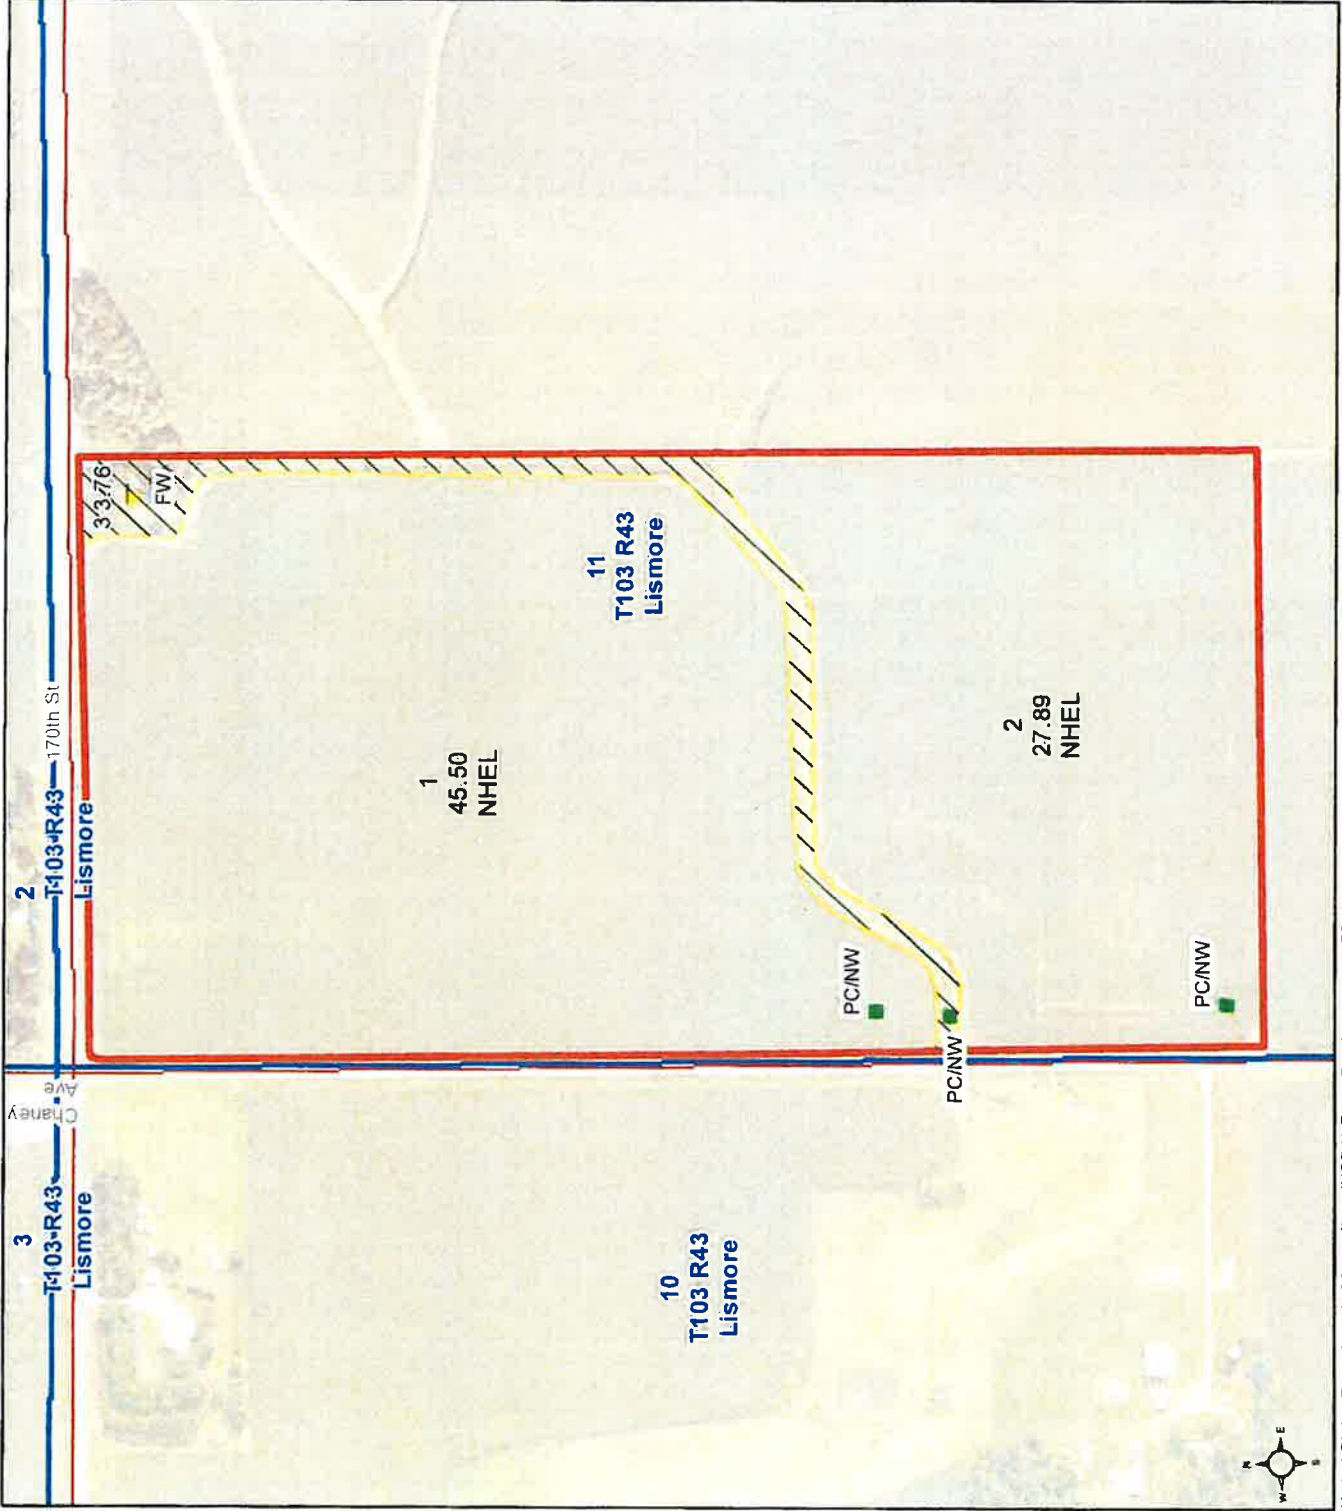 3
T103-R43
Lismore
Chaney
Ave
2
T103-R43
Lismore
170th St
33.76
FW
11
T103 R43
Lismore
1
45.50
NHEL
2
27.89
NHEL
PC/NW
PC/NW
PC/NW
10
T103 R43
Lismore
N
W
E
S